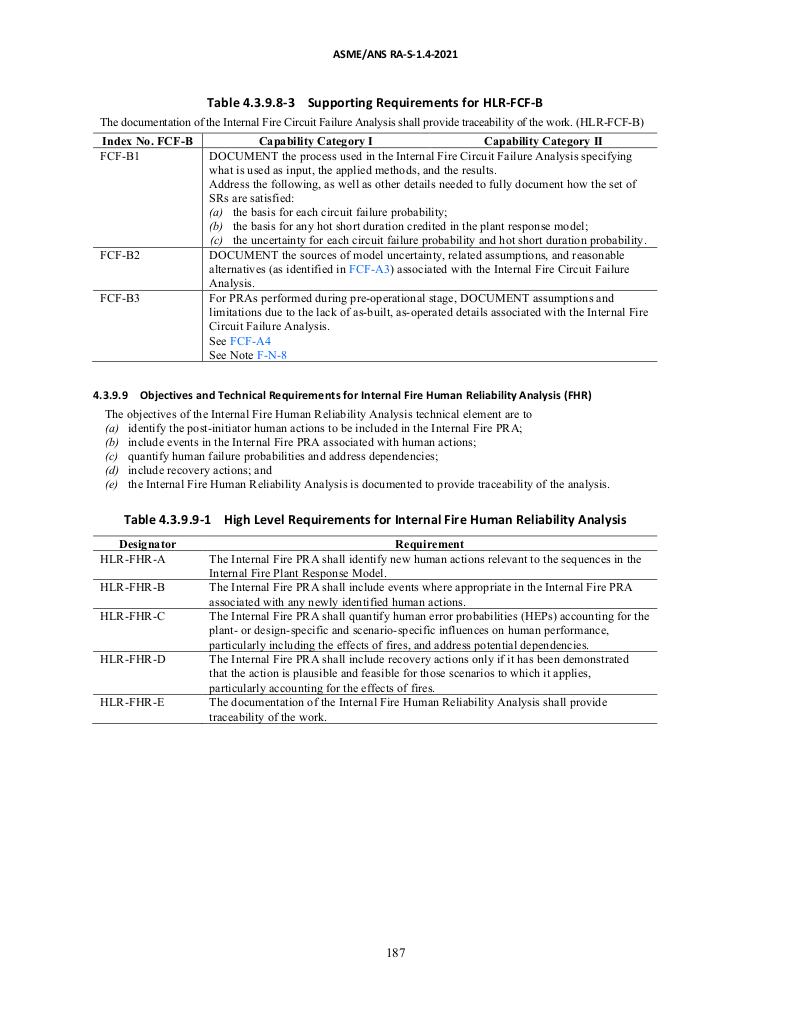 ASME/ANS RA-S-1.4-2021
Table 4.3.9.8-3 Supporting Requirements for HLR-FCF-B
The documentation of the Internal Fire Circuit Failure Analysis shall provide traceability of the work. (HLR-FCF-B)
Index No. FCF-B Capability Category I Capability Category II
FCF-B1 DOCUMENT the process used in the Internal Fire Circuit Failure Analysis specifying
what is used as input, the applied methods, and the results.
Address the following, as well as other details needed to fully document how the set of
SRs are satisfied:
(a) the basis for each circuit failure probability;
(b) the basis for any hot short duration credited in the plant response model;
(c) the uncertainty for each circuit failure probability and hot short duration probability.
FCF-B2 DOCUMENT the sources of model uncertainty, related assumptions, and reasonable
alternatives (as identified in FCF-A3) associated with the Internal Fire Circuit Failure
Analysis.
FCF-B3 For PRAs performed during pre-operational stage, DOCUMENT assumptions and
limitations due to the lack of as-built, as-operated details associated with the Internal Fire
Circuit Failure Analysis.
See FCF-A4
See Note F-N-8
4.3.9.9 Objectives and Technical Requirements for Internal Fire Human Reliability Analysis (FHR)
The objectives of the Internal Fire Human Reliability Analysis technical element are to
(a) identify the post-initiator human actions to be included in the Internal Fire PRA;
(b) include events in the Internal Fire PRA associated with human actions;
(c) quantify human failure probabilities and address dependencies;
(d) include recovery actions; and
(e) the Internal Fire Human Reliability Analysis is documented to provide traceability of the analysis.
Table 4.3.9.9-1 High Level Requirements for Internal Fire Human Reliability Analysis
Designator Requirement
HLR-FHR-A The Internal Fire PRA shall identify new human actions relevant to the sequences in the
Internal Fire Plant Response Model.
HLR-FHR-B The Internal Fire PRA shall include events where appropriate in the Internal Fire PRA
associated with any newly identified human actions.
HLR-FHR-C The Internal Fire PRA shall quantify human error probabilities (HEPs) accounting for the
plant- or design-specific and scenario-specific influences on human performance,
particularly including the effects of fires, and address potential dependencies.
HLR-FHR-D The Internal Fire PRA shall include recovery actions only if it has been demonstrated
that the action is plausible and feasible for those scenarios to which it applies,
particularly accounting for the effects of fires.
HLR-FHR-E The documentation of the Internal Fire Human Reliability Analysis shall provide
traceability of the work.
187